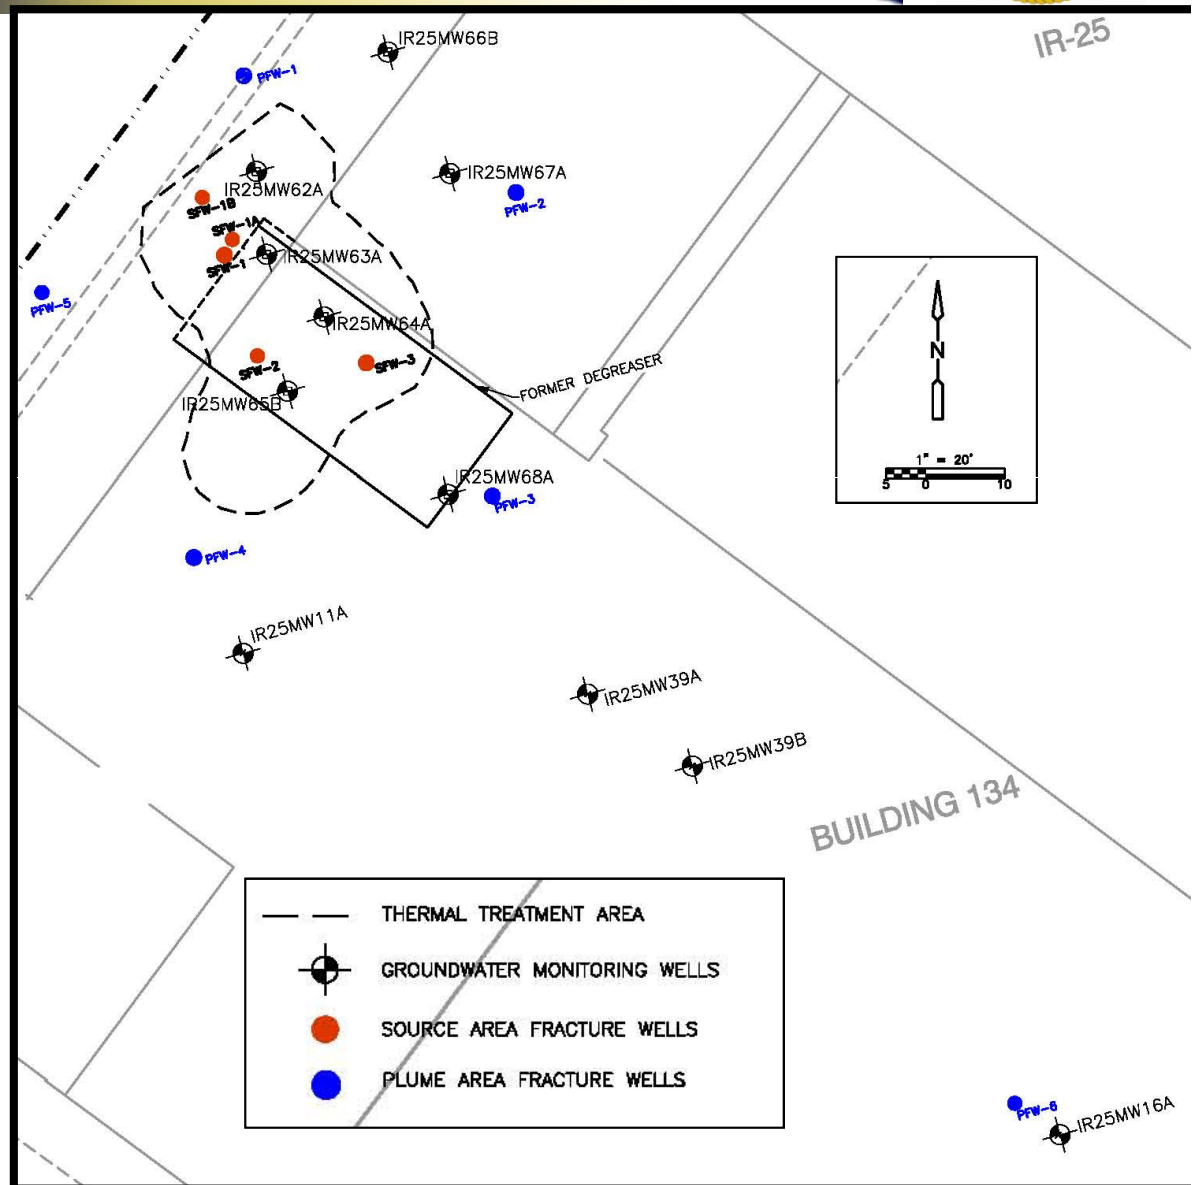 IR-25
IR25MW66B
PFW-1
IR25MW62A
IR25MW67A
SFW-1B
PFW-2
SFW-1A
SFW-1
IR25MW63A
PFW-5
IR25MW64A
SFW-2
SFW-3
FORMER DEGREASER
IR25MW65B
IR25MW68A
PFW-3
PFW-4
N
1" = 20'
5 0 10
IR25MW11A
IR25MW39A
IR25MW39B
BUILDING 134
THERMAL TREATMENT AREA
GROUNDWATER MONITORING WELLS
SOURCE AREA FRACTURE WELLS
PLUME AREA FRACTURE WELLS
PFW-6
IR25MW16A